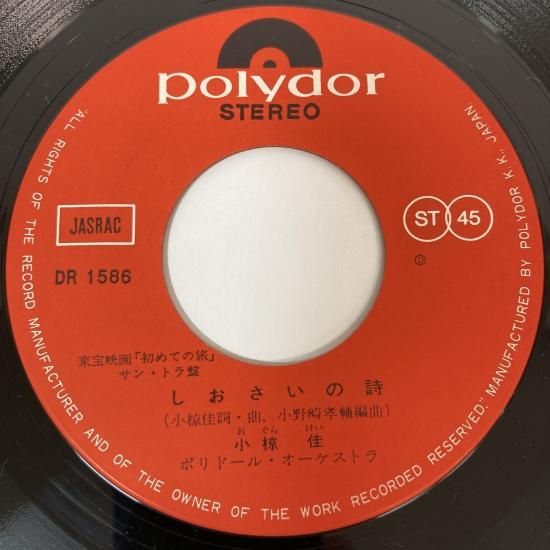 polydor
STEREO
JASRAC
ST 45
DR 1586
Ⓓ
東宝映画「初めての旅」
サン・トラ盤
しおさいの詩
(小椋佳詞・曲、小野崎孝輔編曲)
おぐら けい
小椋 佳
ポリドール・オーケストラ
"ALL RIGHTS OF THE RECORD MANUFACTURER AND OF THE OWNER OF THE WORK RECORDED RESERVED." MANUFACTURED BY POLYDOR K. K., JAPAN.